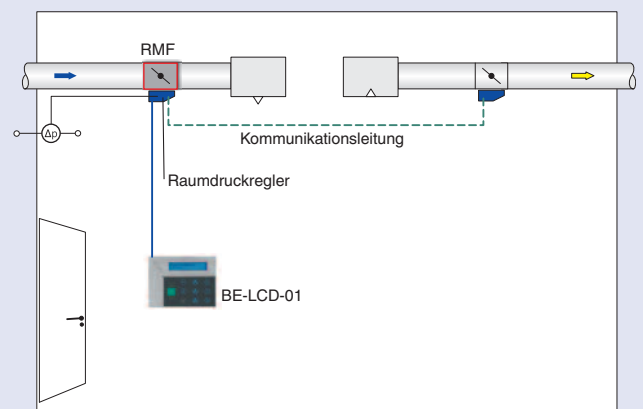 RMF
Δp
Kommunikationsleitung
Raumdruckregler
BE-LCD-01